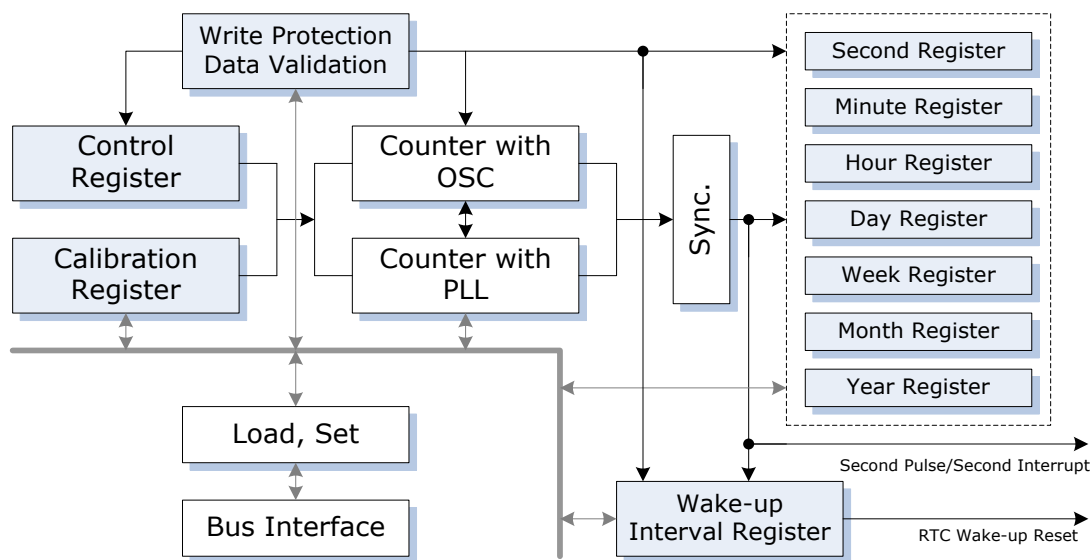 Write Protection
Data Validation
Control
Register
Calibration
Register
Counter with
OSC
Counter with
PLL
Sync.
Second Register
Minute Register
Hour Register
Day Register
Week Register
Month Register
Year Register
Load, Set
Bus Interface
Wake-up
Interval Register
Second Pulse/Second Interrupt
RTC Wake-up Reset